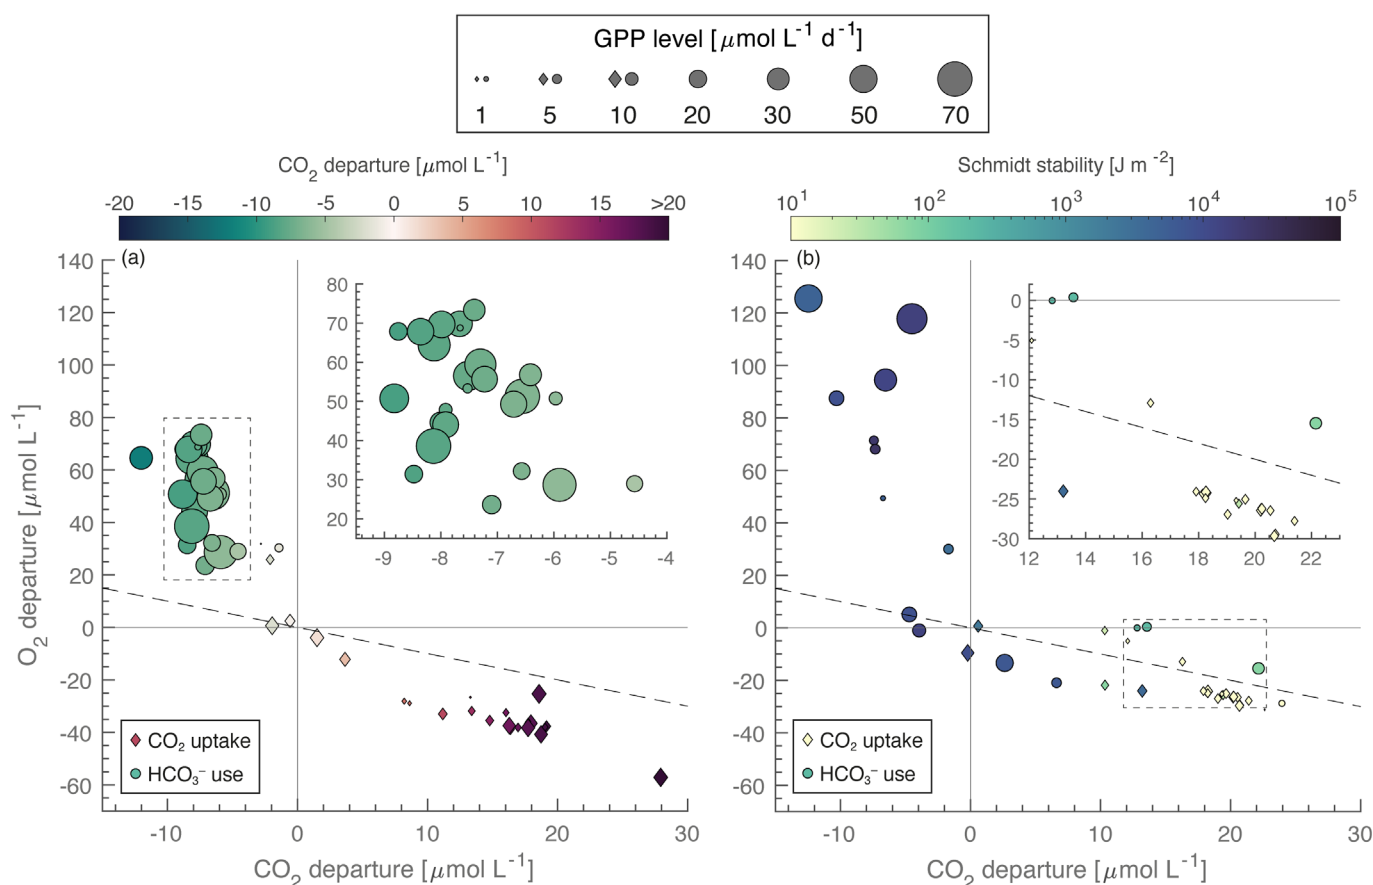 GPP level [μmol L⁻¹ d⁻¹]
1 5 10 20 30 50 70
CO₂ departure [μmol L⁻¹]
-20 -15 -10 -5 0 5 10 15 >20
Schmidt stability [J m ⁻²]
10¹ 10² 10³ 10⁴ 10⁵
(a)
140
120
100
80
60
40
20
0
-20
-40
-60
O₂ departure [μmol L⁻¹]
80
70
60
50
40
30
20
-9 -8 -7 -6 -5 -4
CO₂ uptake
HCO₃⁻ use
-10 0 10 20 30
CO₂ departure [μmol L⁻¹]
(b)
140
120
100
80
60
40
20
0
-20
-40
-60
0
-5
-10
-15
-20
-25
-30
12 14 16 18 20 22
CO₂ uptake
HCO₃⁻ use
-10 0 10 20 30
CO₂ departure [μmol L⁻¹]